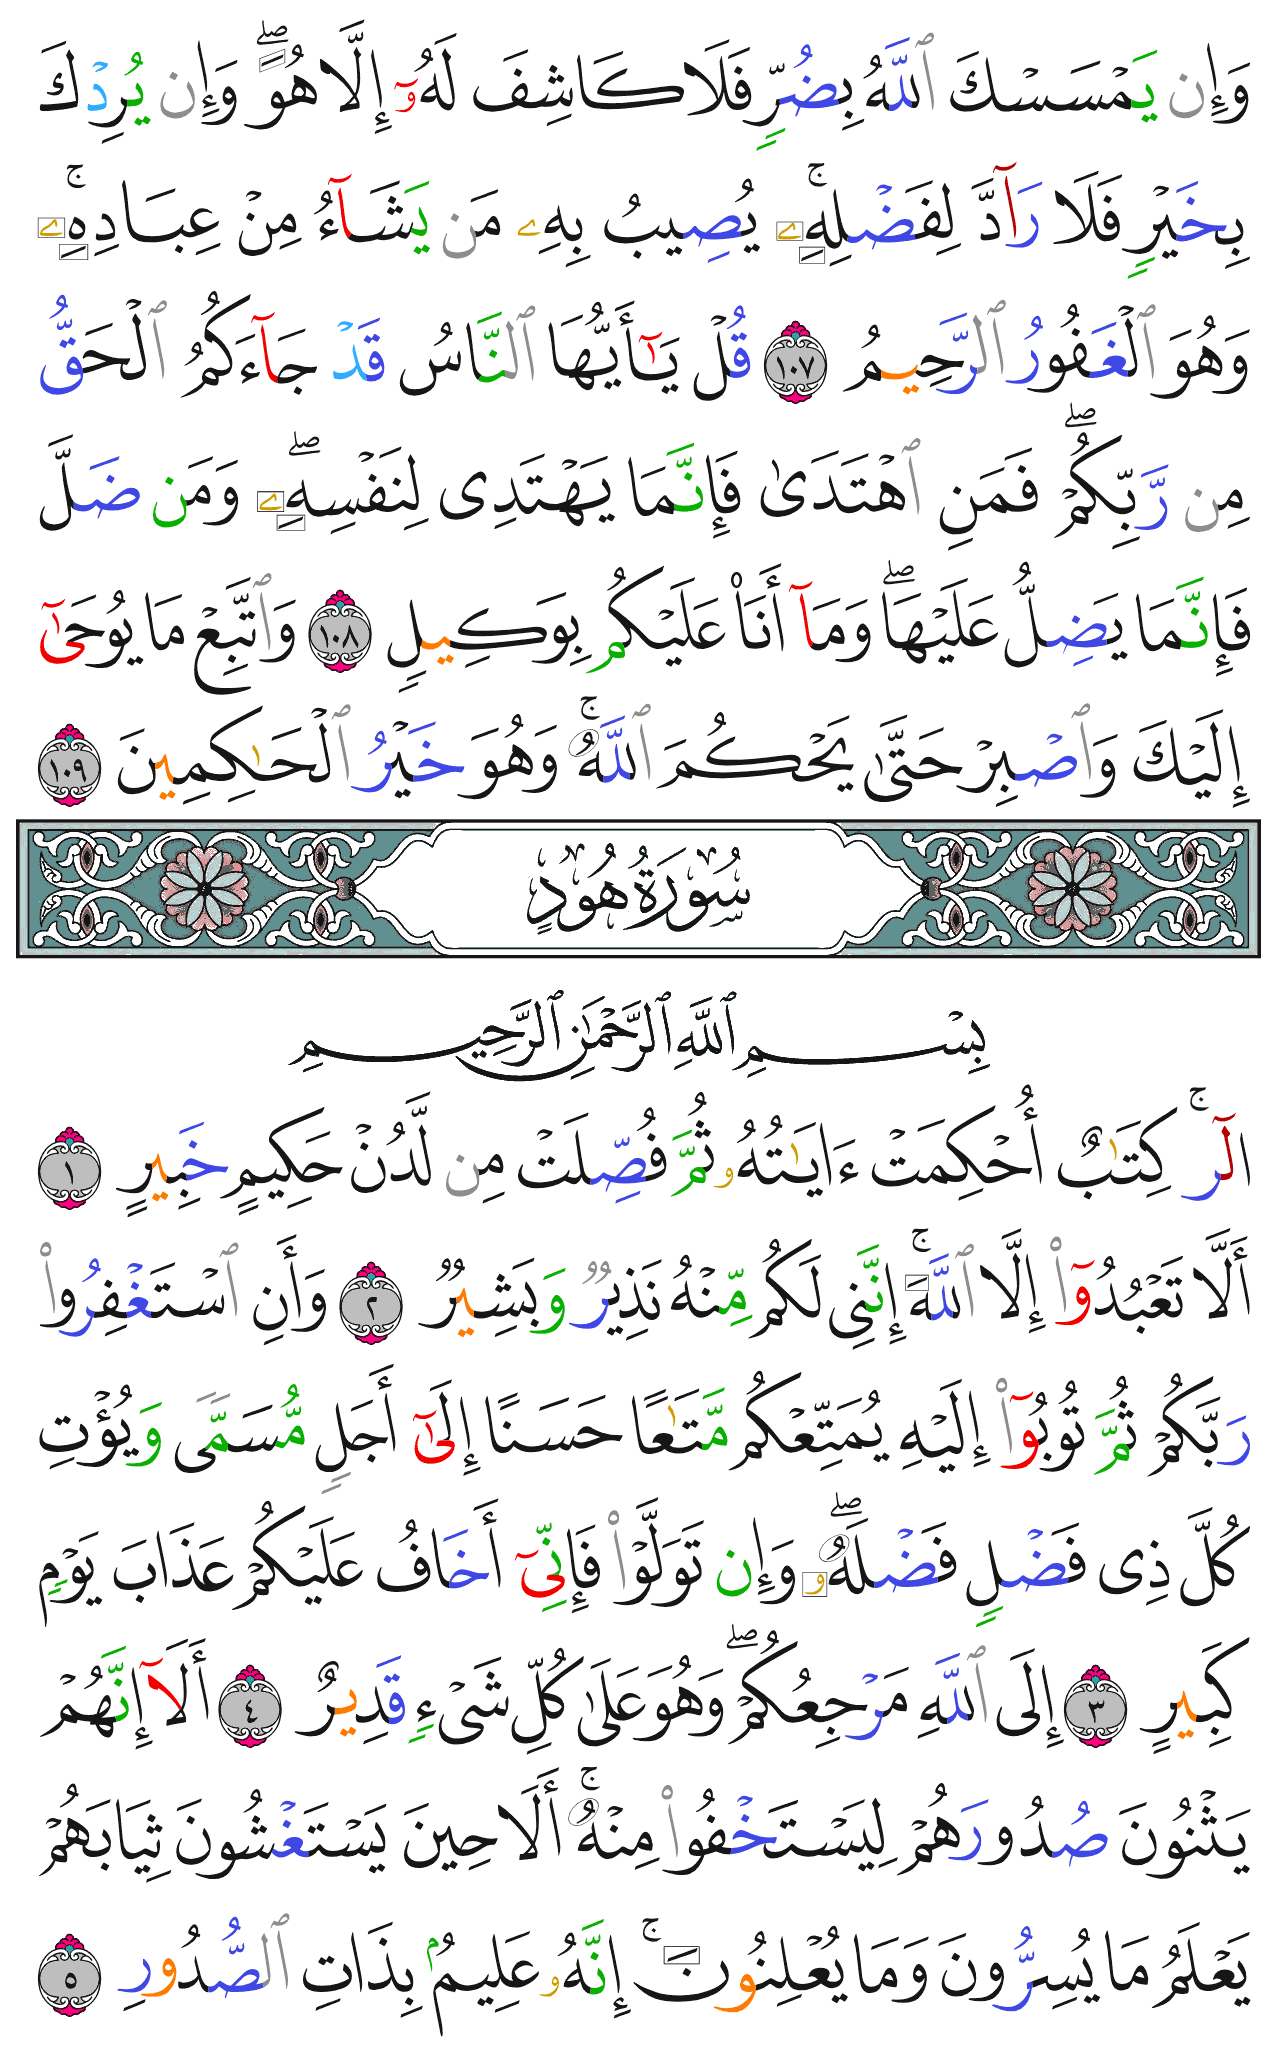 وَإِن يَمۡسَسۡكَ ٱللَّهُ بِضُرّٖ فَلَا كَاشِفَ لَهُۥٓ إِلَّا هُوَۖ وَإِن يُرِدۡكَ
بِخَيۡرٖ فَلَا رَآدَّ لِفَضۡلِهِۦۚ يُصِيبُ بِهِۦ مَن يَشَآءُ مِنۡ عِبَادِهِۦۚ
وَهُوَ ٱلۡغَفُورُ ٱلرَّحِيمُ ١٠٧ قُلۡ يَـٰٓأَيُّهَا ٱلنَّاسُ قَدۡ جَآءَكُمُ ٱلۡحَقُّ
مِن رَّبِّكُمۡۖ فَمَنِ ٱهۡتَدَىٰ فَإِنَّمَا يَهۡتَدِى لِنَفۡسِهِۦۖ وَمَن ضَلَّ
فَإِنَّمَا يَضِلُّ عَلَيۡهَاۖ وَمَآ أَنَا۠ عَلَيۡكُم بِوَكِيلٖ ١٠٨ وَٱتَّبِعۡ مَا يُوحَىٰٓ
إِلَيۡكَ وَٱصۡبِرۡ حَتَّىٰ يَحۡكُمَ ٱللَّهُۚ وَهُوَ خَيۡرُ ٱلۡحَـٰكِمِينَ ١٠٩
سُورَةُ هُودٍ
بِسۡمِ ٱللَّهِ ٱلرَّحۡمَـٰنِ ٱلرَّحِيمِ
الٓرۚ كِتَـٰبٌ أُحۡكِمَتۡ ءَايَـٰتُهُۥ ثُمَّ فُصِّلَتۡ مِن لَّدُنۡ حَكِيمٍ خَبِيرٍ ١
أَلَّا تَعۡبُدُوٓا۟ إِلَّا ٱللَّهَۚ إِنَّنِى لَكُم مِّنۡهُ نَذِيرٞ وَبَشِيرٞ ٢ وَأَنِ ٱسۡتَغۡفِرُوا۟
رَبَّكُمۡ ثُمَّ تُوبُوٓا۟ إِلَيۡهِ يُمَتِّعۡكُم مَّتَـٰعًا حَسَنًا إِلَىٰٓ أَجَلٖ مُّسَمّٗى وَيُؤۡتِ
كُلَّ ذِى فَضۡلٖ فَضۡلَهُۥۖ وَإِن تَوَلَّوۡا۟ فَإِنِّىٓ أَخَافُ عَلَيۡكُمۡ عَذَابَ يَوۡمٖ
كَبِيرٍ ٣ إِلَى ٱللَّهِ مَرۡجِعُكُمۡۖ وَهُوَ عَلَىٰ كُلِّ شَىۡءٖ قَدِيرٌ ٤ أَلَآ إِنَّهُمۡ
يَثۡنُونَ صُدُورَهُمۡ لِيَسۡتَخۡفُوا۟ مِنۡهُۚ أَلَا حِينَ يَسۡتَغۡشُونَ ثِيَابَهُمۡ
يَعۡلَمُ مَا يُسِرُّونَ وَمَا يُعۡلِنُونَۚ إِنَّهُۥ عَلِيمُۢ بِذَاتِ ٱلصُّدُورِ ٥